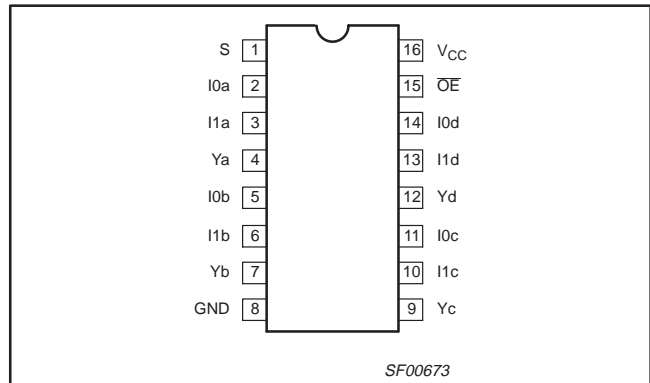 S 1 16 VCC
I0a 2 15 OE
I1a 3 14 I0d
Ya 4 13 I1d
I0b 5 12 Yd
I1b 6 11 I0c
Yb 7 10 I1c
GND 8 9 Yc
SF00673